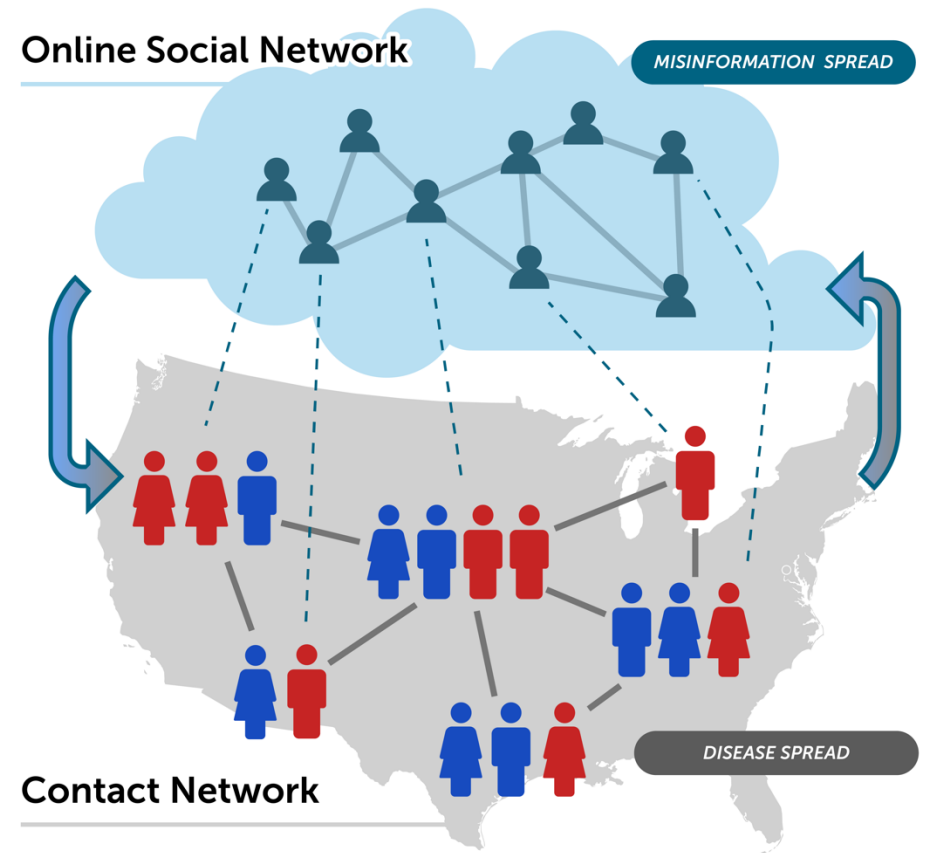 Online Social Network
MISINFORMATION SPREAD
DISEASE SPREAD
Contact Network